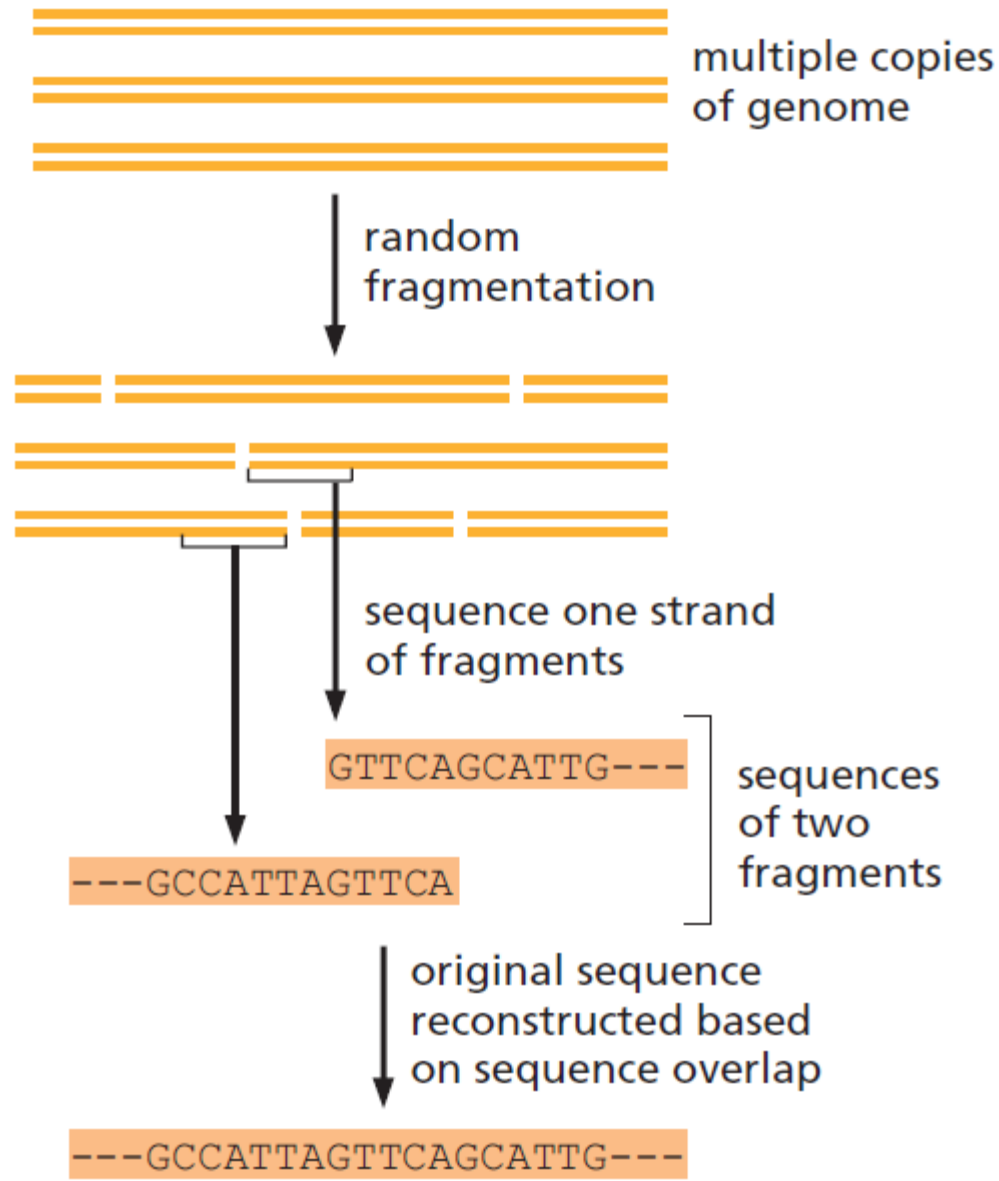 multiple copies
of genome
random
fragmentation
sequence one strand
of fragments
GTTCAGCATTG---
sequences
of two
fragments
---GCCATTAGTTCA
original sequence
reconstructed based
on sequence overlap
---GCCATTAGTTCAGCATTG---